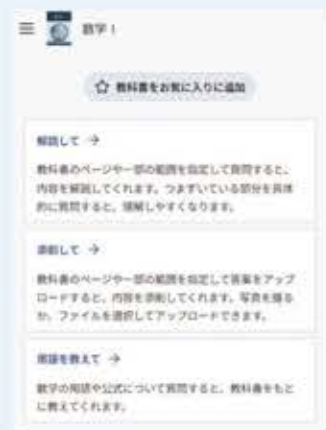 数学 I
教科書をお気に入りに追加
解説して →
教科書のページや一部の範囲を指定して質問すると、
内容を解説してくれます。つまずいている部分を具体
的に質問すると、理解しやすくなります。
添削して →
教科書のページや一部の範囲を指定して答案をアップ
ロードすると、内容を添削してくれます。写真を撮る
か、ファイルを選択してアップロードできます。
用語を教えて →
数学の用語や公式について質問すると、教科書をもと
に教えてくれます。